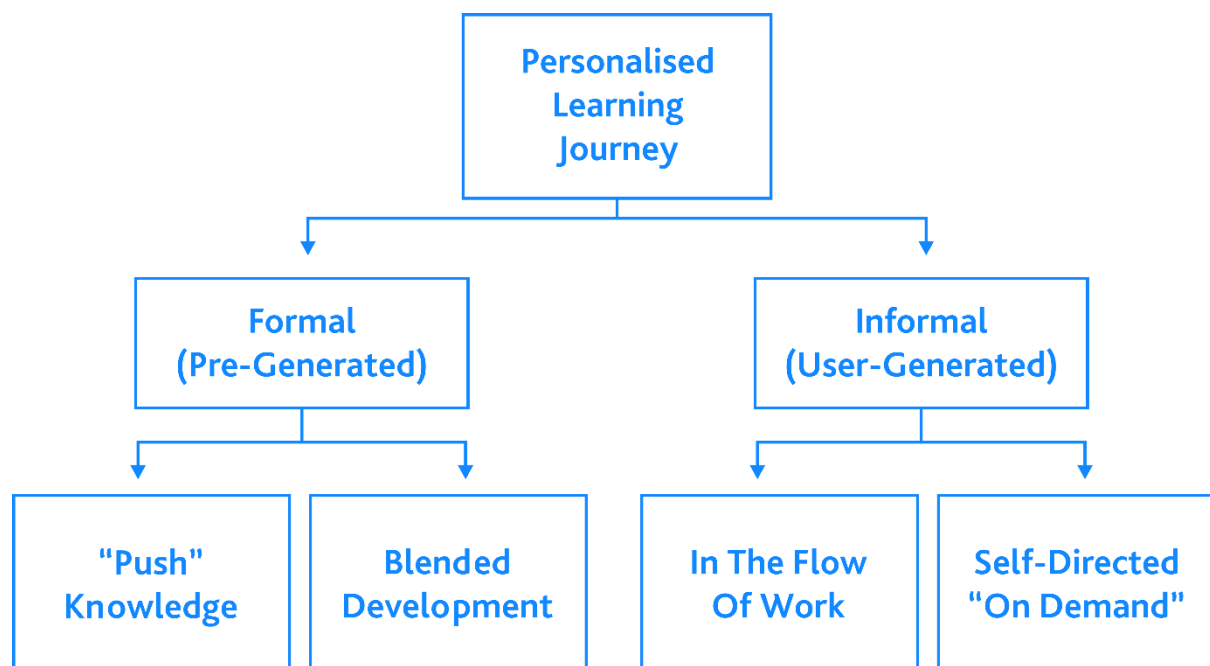 Personalised
Learning
Journey
Formal
(Pre-Generated)
Informal
(User-Generated)
“Push”
Knowledge
Blended
Development
In The Flow
Of Work
Self-Directed
“On Demand”